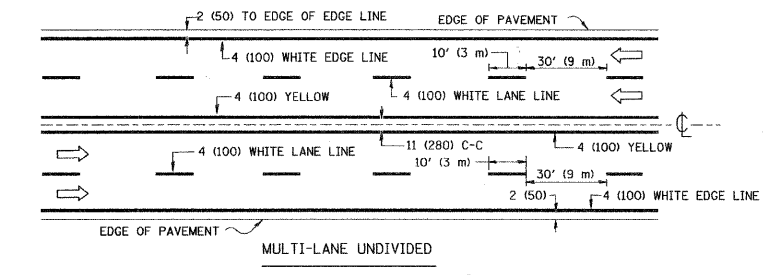 2 (50) TO EDGE OF EDGE LINE
EDGE OF PAVEMENT
4 (100) WHITE EDGE LINE
10' (3 m)
30' (9 m)
4 (100) YELLOW
4 (100) WHITE LANE LINE
CL
11 (280) C-C
4 (100) YELLOW
4 (100) WHITE LANE LINE
10' (3 m)
30' (9 m)
2 (50)
4 (100) WHITE EDGE LINE
EDGE OF PAVEMENT
MULTI-LANE UNDIVIDED